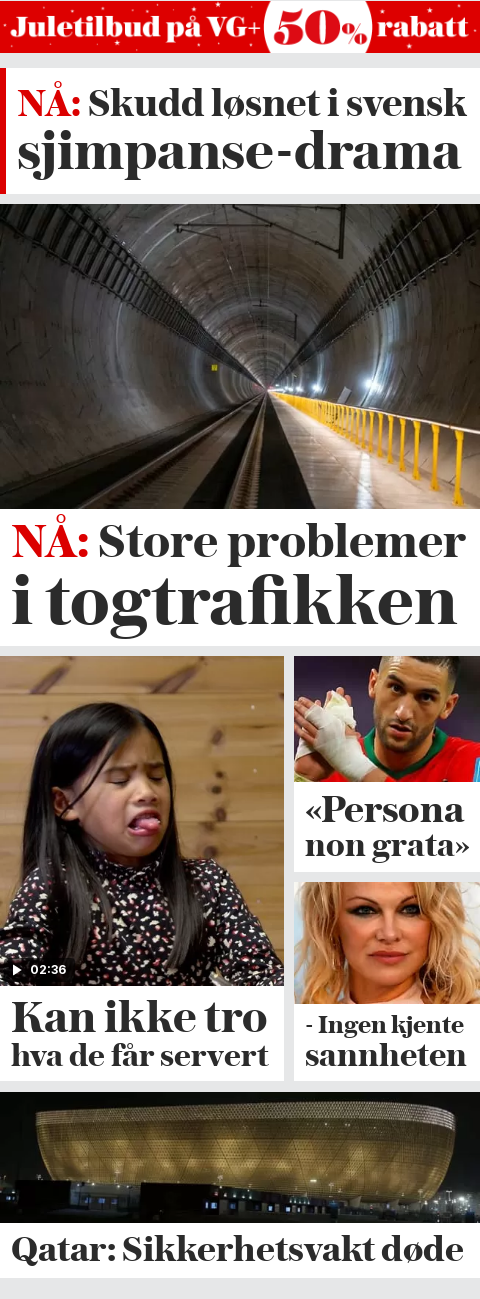 Juletilbud på VG+ 50% rabatt
NÅ: Skudd løsnet i svensk
sjimpanse-drama
NÅ: Store problemer
i togtrafikken
02:36
Kan ikke tro
hva de får servert
«Persona
non grata»
- Ingen kjente
sannheten
Qatar: Sikkerhetsvakt døde